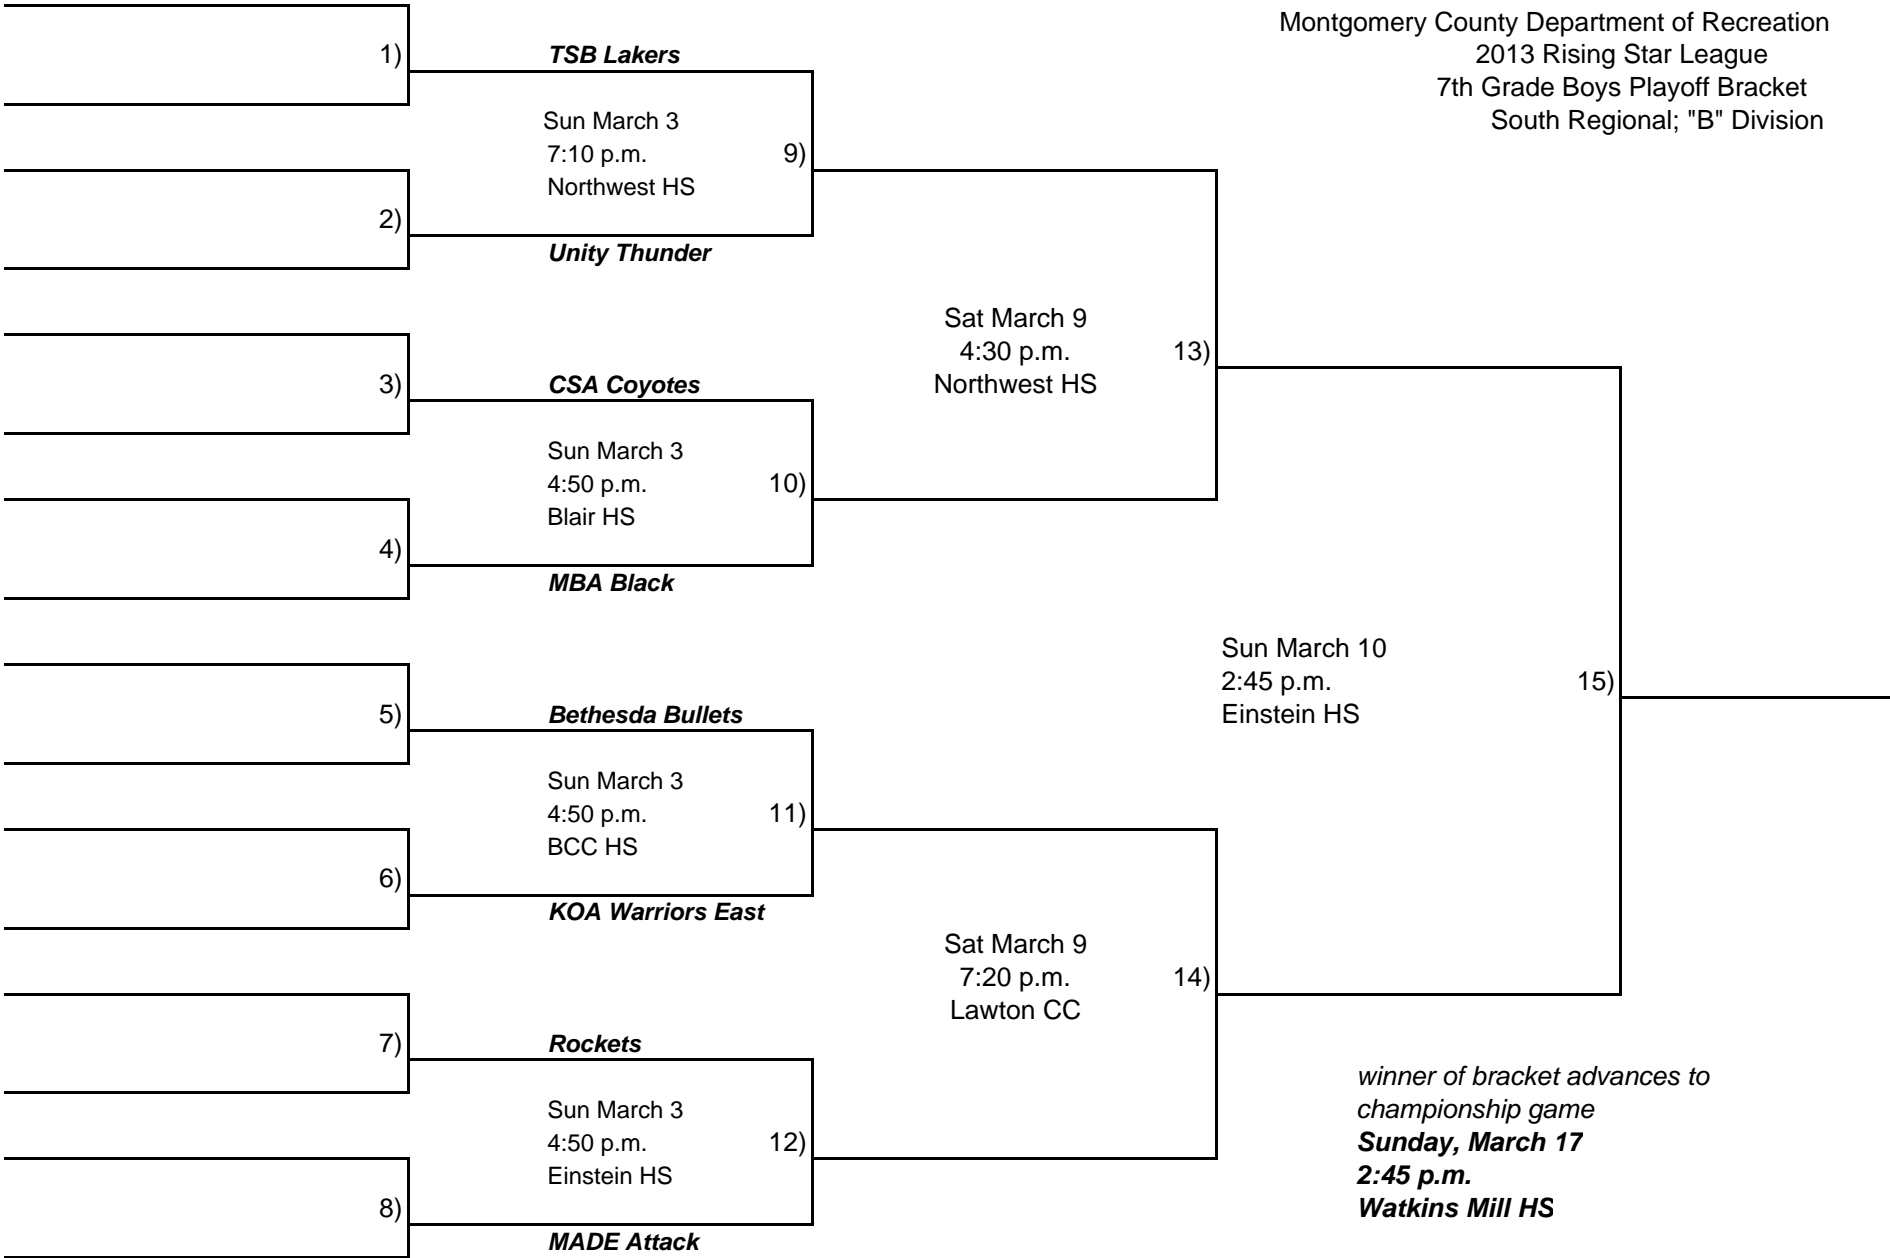 Montgomery County Department of Recreation
2013 Rising Star League
7th Grade Boys Playoff Bracket
South Regional; "B" Division
1)
TSB Lakers
Sun March 3
7:10 p.m.
9)
Northwest HS
2)
Unity Thunder
Sat March 9
4:30 p.m.
13)
Northwest HS
3)
CSA Coyotes
Sun March 3
4:50 p.m.
10)
Blair HS
4)
MBA Black
Sun March 10
2:45 p.m.
15)
Einstein HS
5)
Bethesda Bullets
Sun March 3
4:50 p.m.
11)
BCC HS
6)
KOA Warriors East
Sat March 9
7:20 p.m.
14)
Lawton CC
7)
Rockets
Sun March 3
4:50 p.m.
12)
Einstein HS
8)
MADE Attack
winner of bracket advances to
championship game
Sunday, March 17
2:45 p.m.
Watkins Mill HS